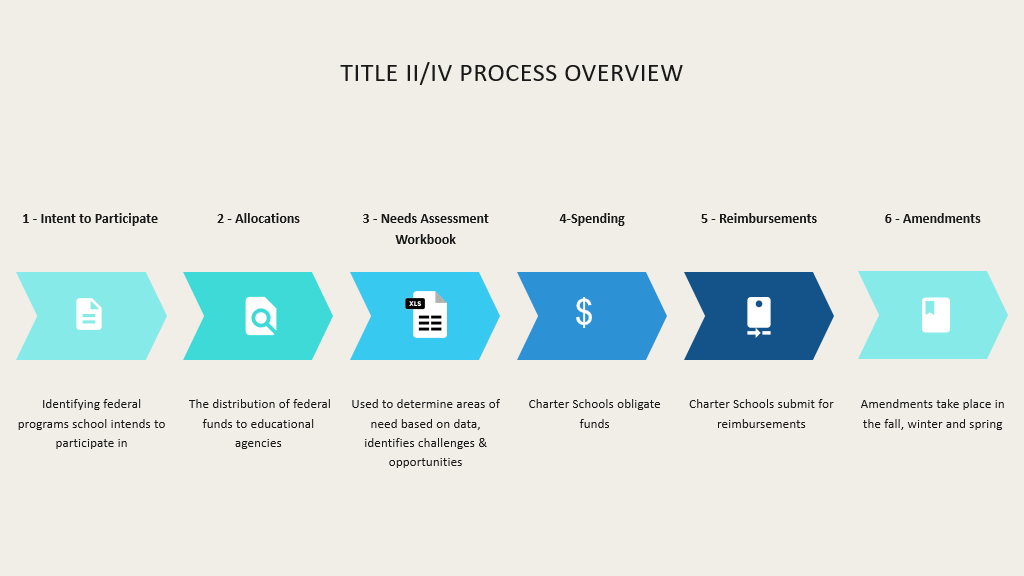 TITLE II/IV PROCESS OVERVIEW
1 - Intent to Participate
2 - Allocations
3 - Needs Assessment
Workbook
4-Spending
5 - Reimbursements
6 - Amendments
XLS
$
Identifying federal
programs school intends to
participate in
The distribution of federal
funds to educational
agencies
Used to determine areas of
need based on data,
identifies challenges &
opportunities
Charter Schools obligate
funds
Charter Schools submit for
reimbursements
Amendments take place in
the fall, winter and spring